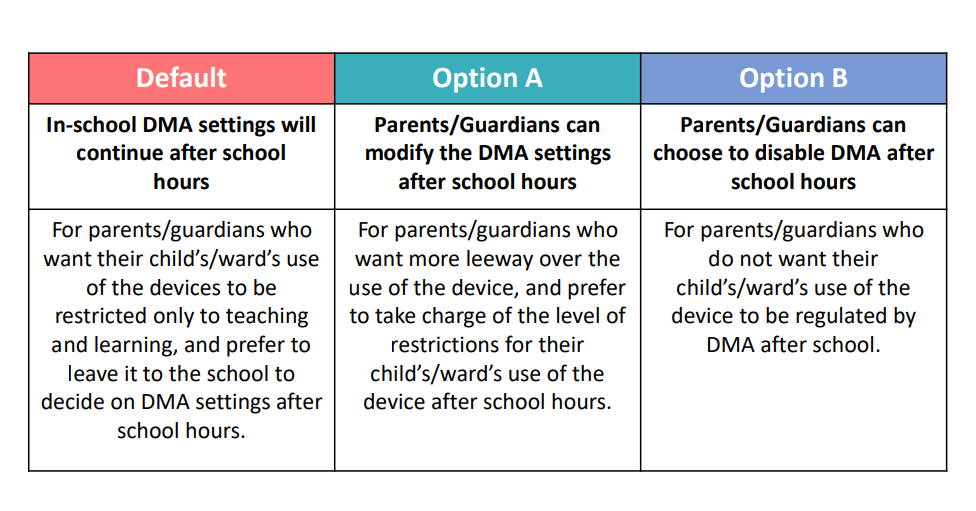 Default
Option A
Option B
In-school DMA settings will
continue after school
hours
Parents/Guardians can
modify the DMA settings
after school hours
Parents/Guardians can
choose to disable DMA after
school hours
For parents/guardians who
want their child’s/ward’s use
of the devices to be
restricted only to teaching
and learning, and prefer to
leave it to the school to
decide on DMA settings after
school hours.
For parents/guardians who
want more leeway over the
use of the device, and prefer
to take charge of the level of
restrictions for their
child’s/ward’s use of the
device after school hours.
For parents/guardians who
do not want their
child’s/ward’s use of the
device to be regulated by
DMA after school.